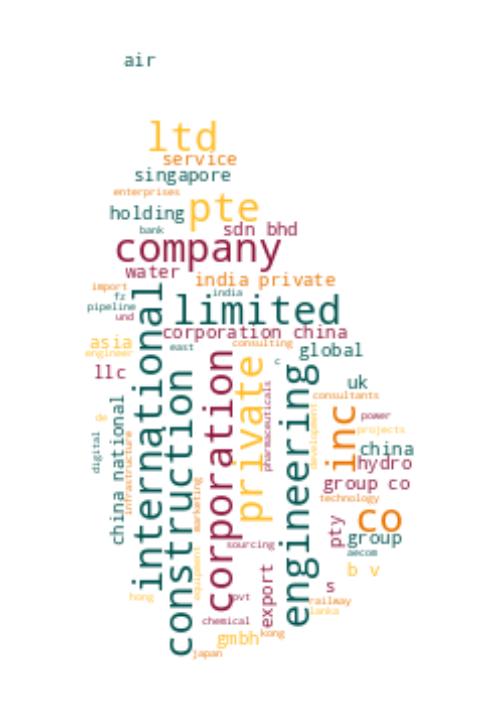 air
ltd
service
singapore
enterprises
holding
pte
bank
sdn bhd
company
water
india private
import
fz
india
pipeline
limited
und
corporation china
asia
east
consulting
global
engineer
c
llc
international
construction
corporation
private
engineering
pharmaceuticals
uk
consultants
inc
power
de
china national
infrastructure
development
projects
digital
china
hydro
group co
marketing
technology
co
pty
group
sourcing
aecom
equipment
export
b v
s
hong
pvt
railway
lanka
chemical
gmbh
kong
japan